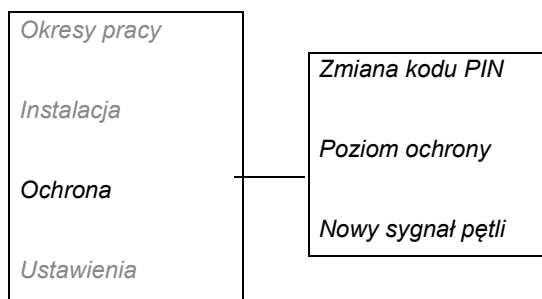 Okresy pracy
Instalacja
Ochrona
Ustawienia
Zmiana kodu PIN
Poziom ochrony
Nowy sygnał pętli